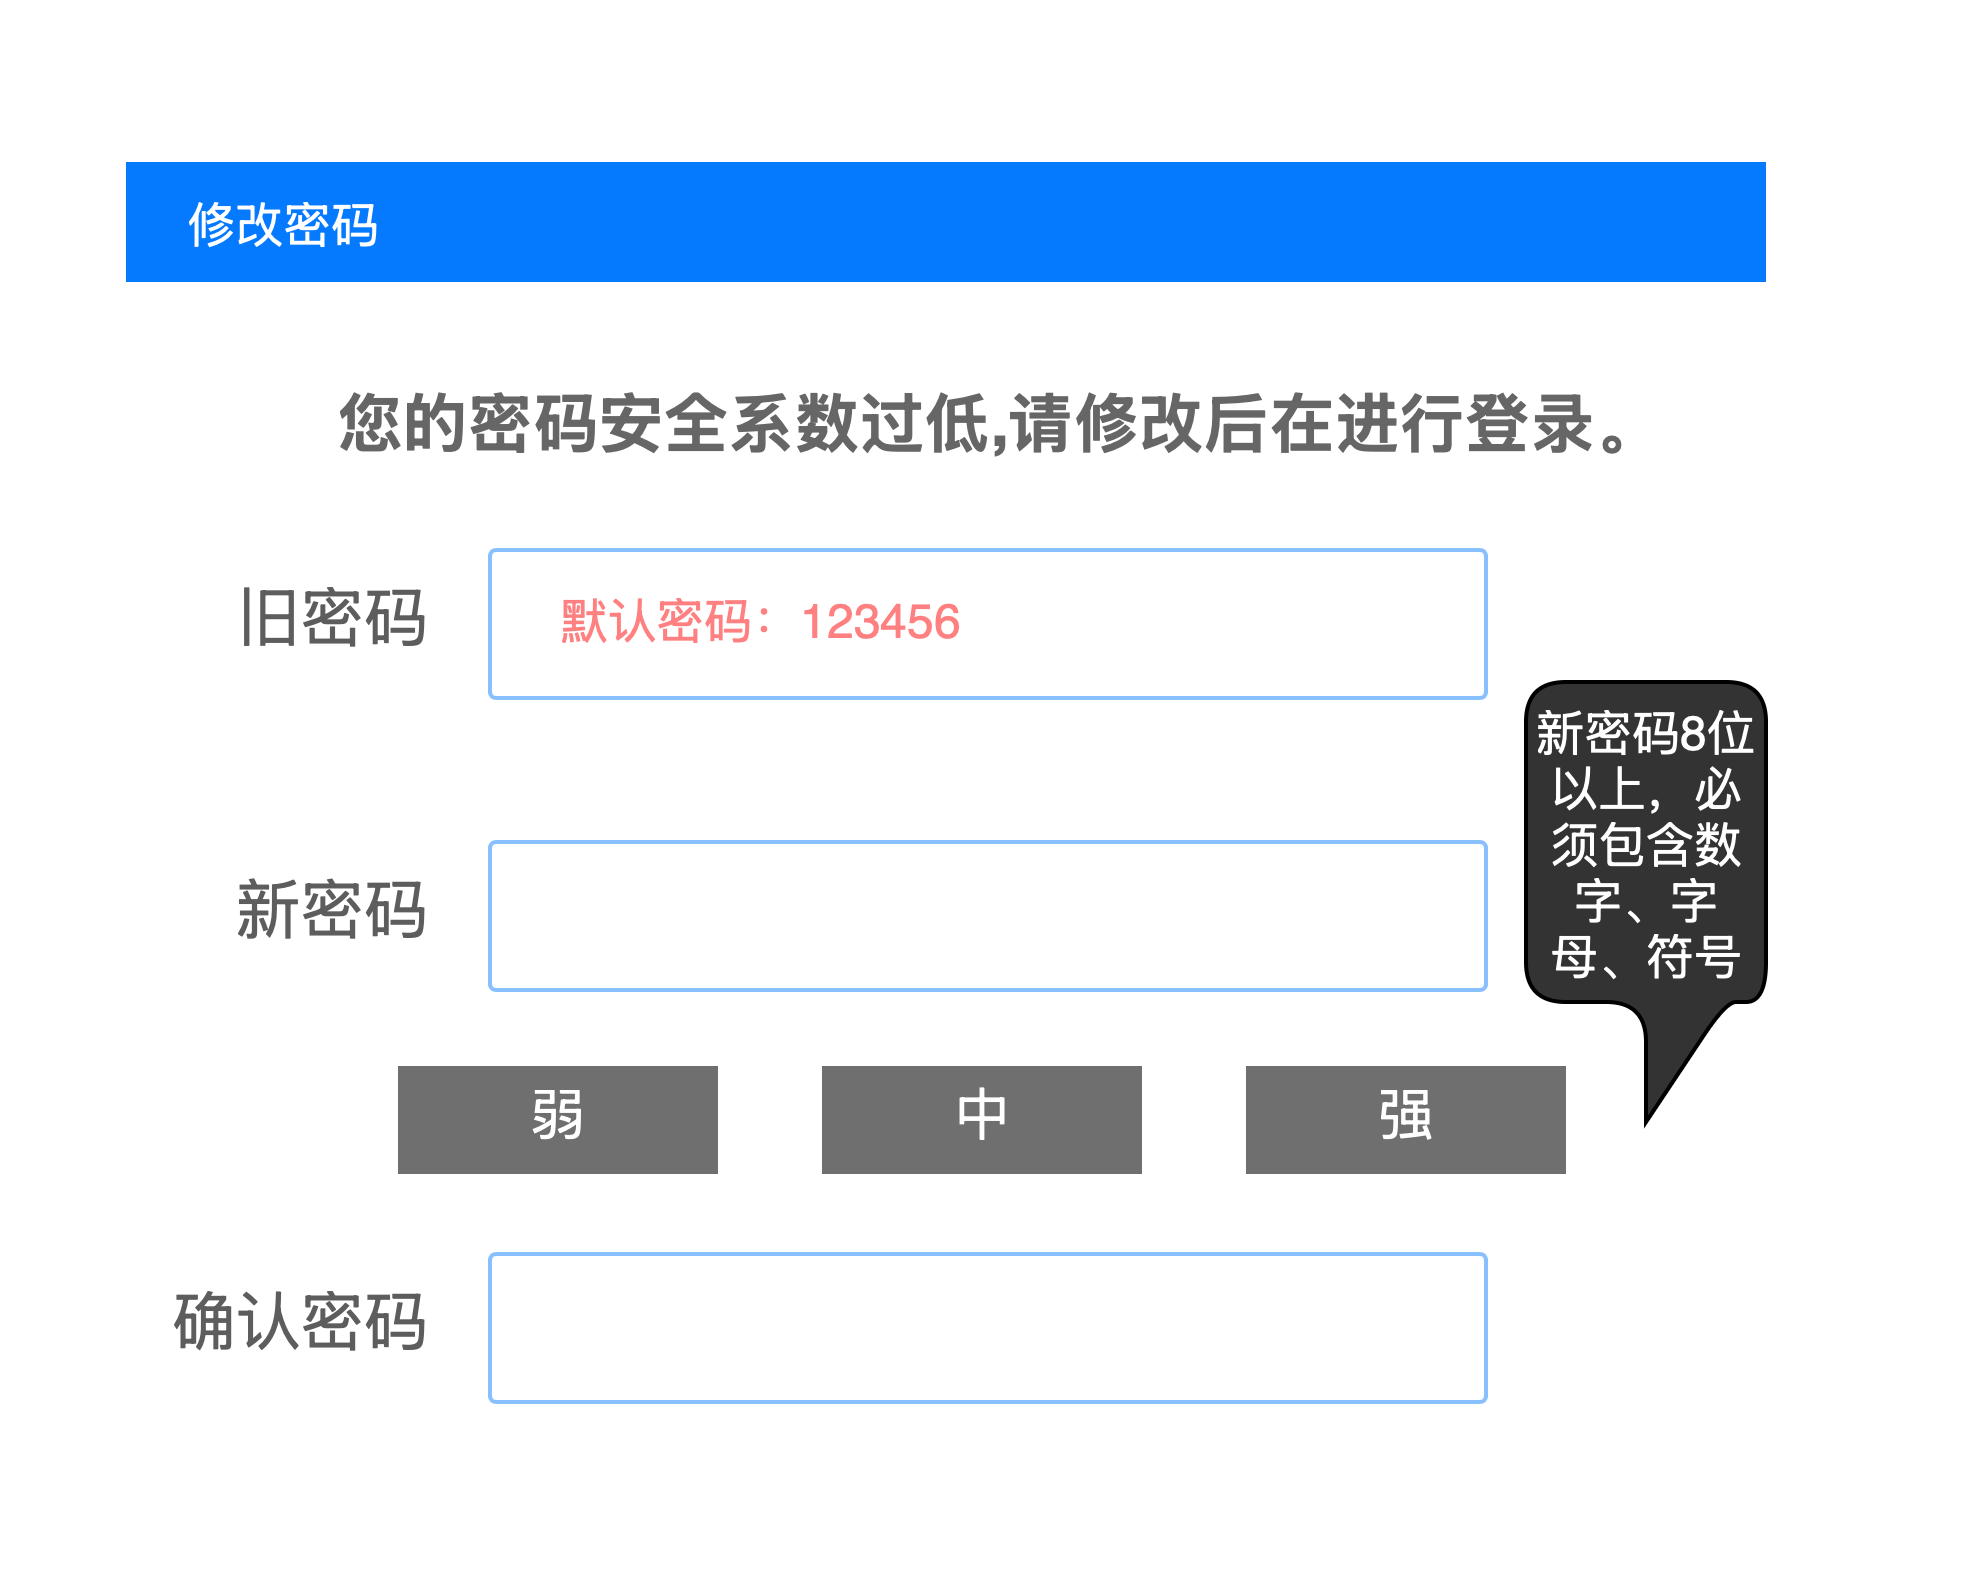 修改密码
您的密码安全系数过低,请修改后在进行登录。
旧密码
默认密码：123456
新密码8位
以上，必
须包含数
字、字
母、符号
新密码
弱
中
强
确认密码